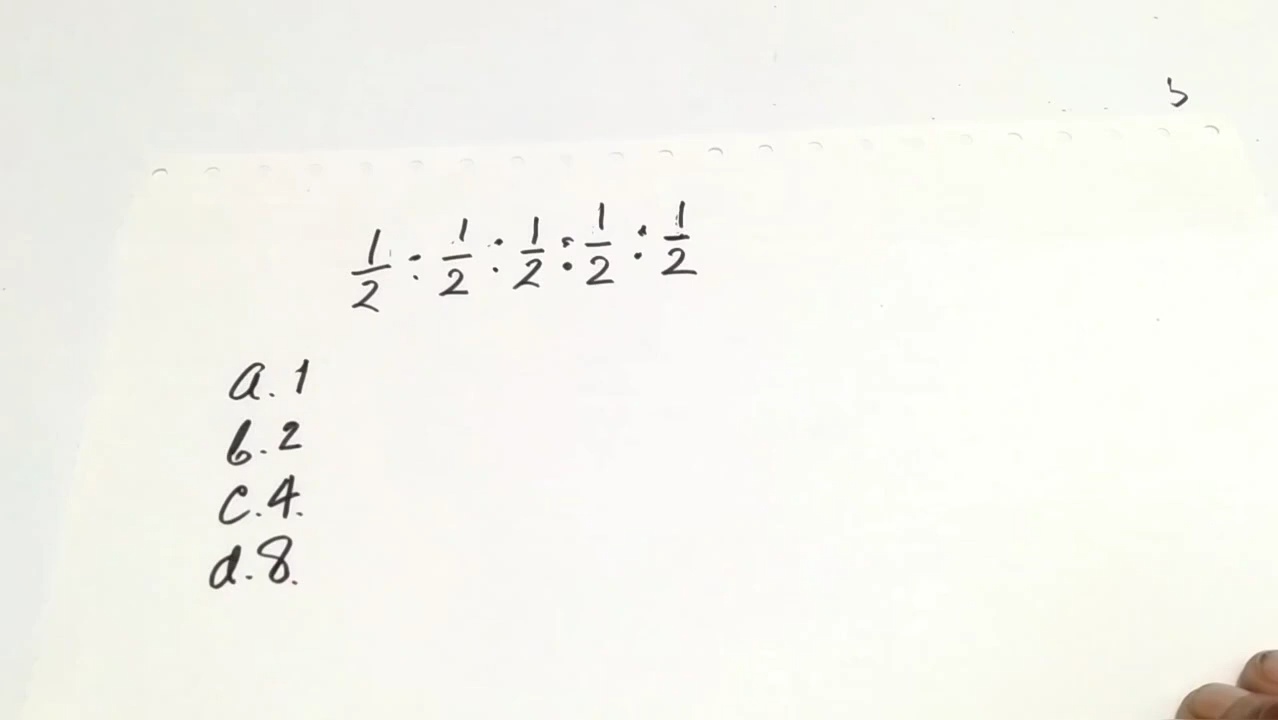 1/2 : 1/2 : 1/2 : 1/2 : 1/2
a. 1
b. 2
c. 4.
d. 8.